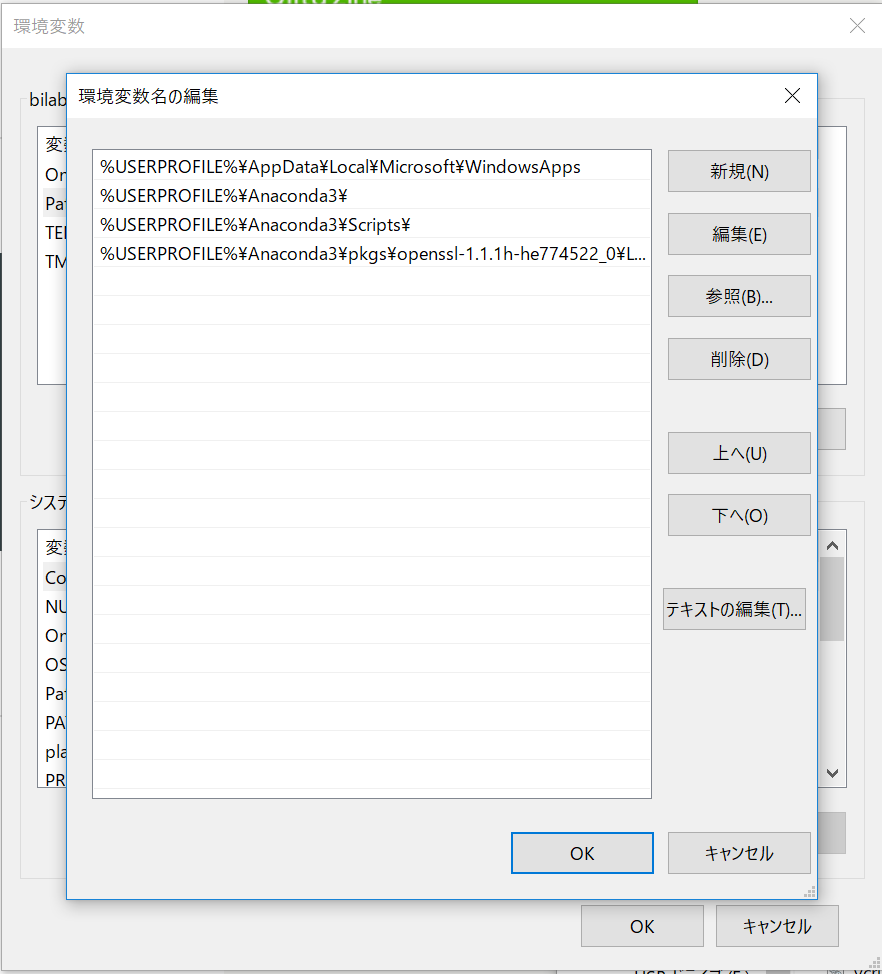 環境変数
環境変数名の編集
%USERPROFILE%¥AppData¥Local¥Microsoft¥WindowsApps
%USERPROFILE%¥Anaconda3¥
%USERPROFILE%¥Anaconda3¥Scripts¥
%USERPROFILE%¥Anaconda3¥pkgs¥openssl-1.1.1h-he774522_0¥L...
新規(N)
編集(E)
参照(B)...
削除(D)
上へ(U)
下へ(O)
テキストの編集(T)...
OK
キャンセル
bilab
変
On
Pat
TE
TM
システ
変
Co
NU
On
OS
Pat
PA
pla
PR
OK
キャンセル